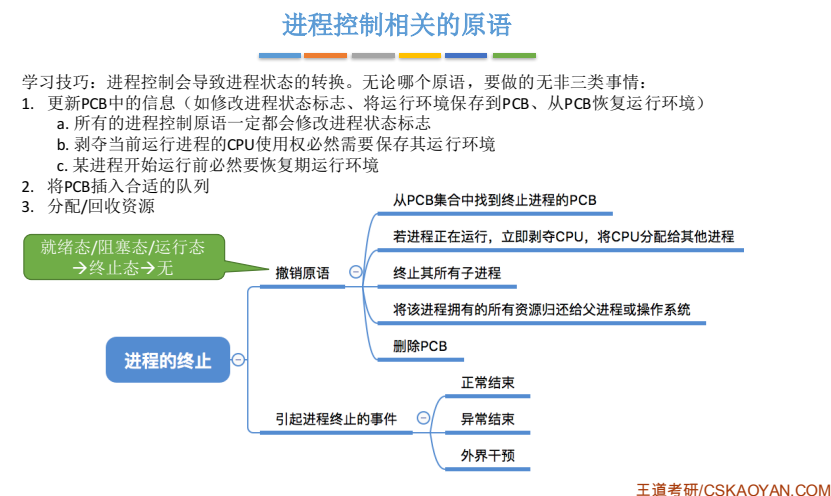 进程控制相关的原语
学习技巧：进程控制会导致进程状态的转换。无论哪个原语，要做的无非三类事情：
1. 更新PCB中的信息（如修改进程状态标志、将运行环境保存到PCB、从PCB恢复运行环境）
a. 所有的进程控制原语一定都会修改进程状态标志
b. 剥夺当前运行进程的CPU使用权必然需要保存其运行环境
c. 某进程开始运行前必然要恢复期运行环境
2. 将PCB插入合适的队列
3. 分配/回收资源
就绪态/阻塞态/运行态
→终止态→无
进程的终止
撤销原语
从PCB集合中找到终止进程的PCB
若进程正在运行，立即剥夺CPU，将CPU分配给其他进程
终止其所有子进程
将该进程拥有的所有资源归还给父进程或操作系统
删除PCB
引起进程终止的事件
正常结束
异常结束
外界干预
王道考研/CSKAOYAN.COM